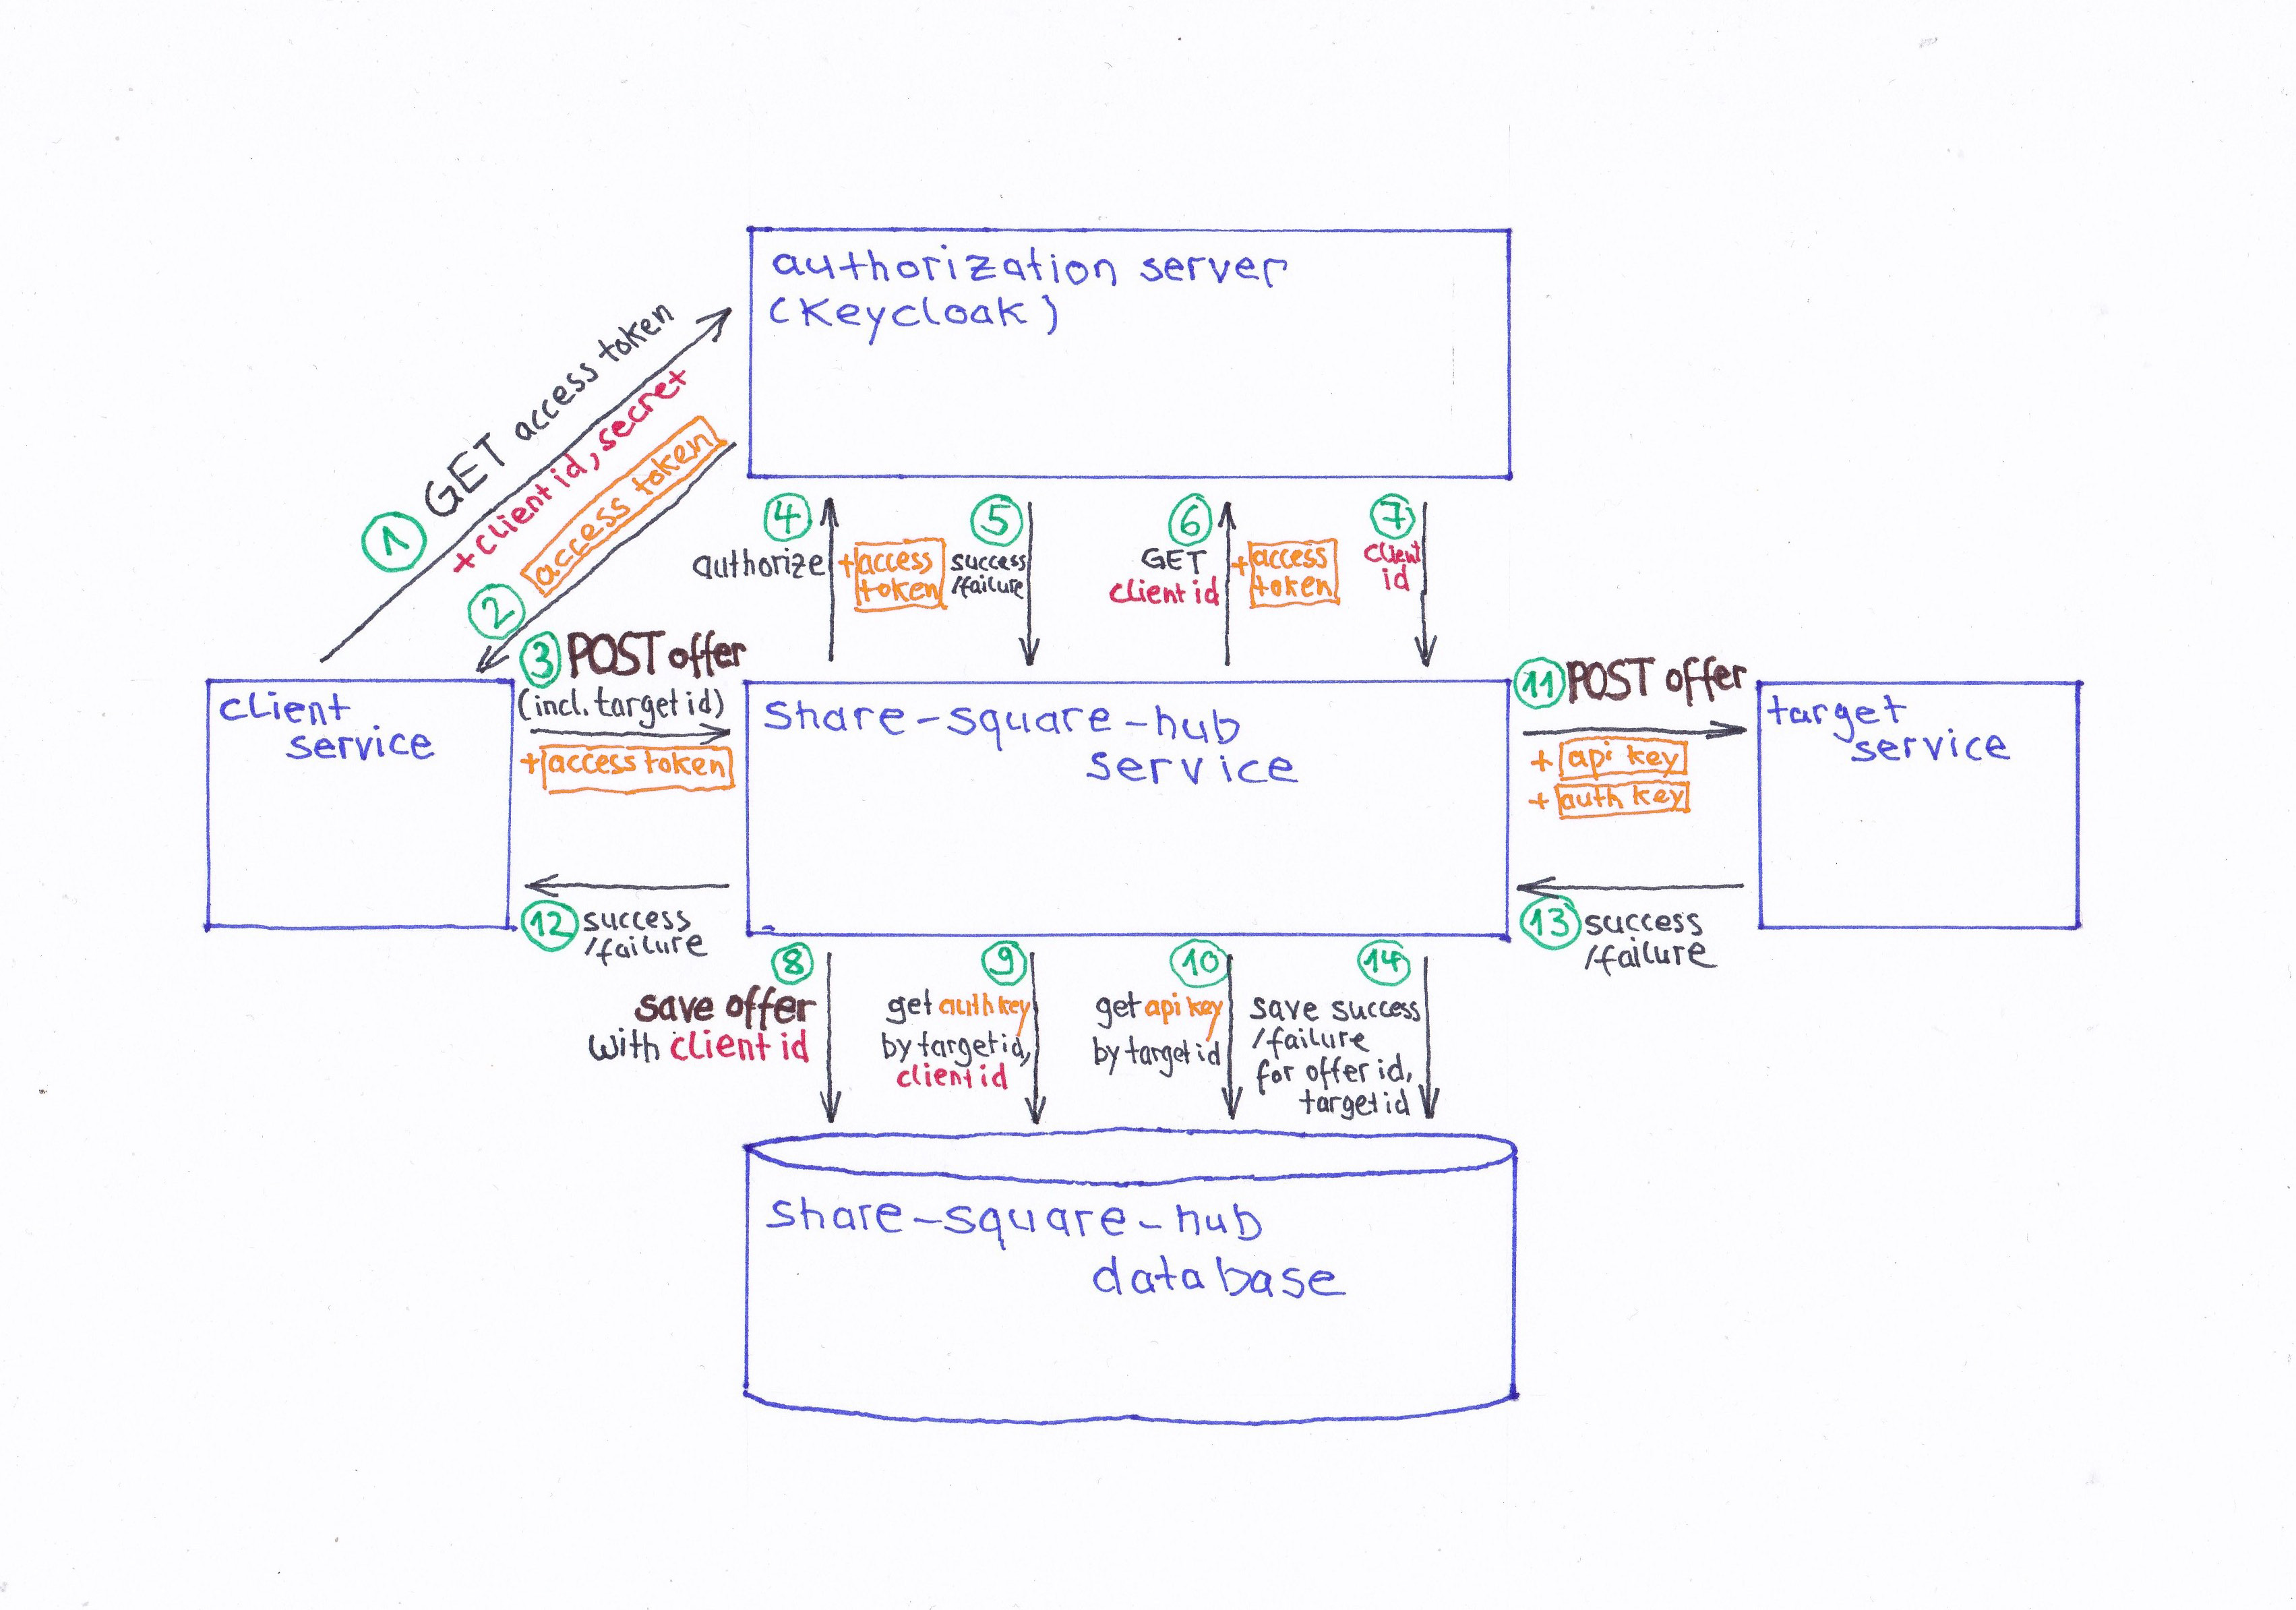 authorization server
(Keycloak)
1 GET access token
+ client id, secret
access token
2
4
authorize
+ access
token
5
success
/failure
6
GET
client id
+ access
token
7
client
id
3 POST offer
(incl. target id)
+ access token
client
service
share-square-hub
service
11 POST offer
+ api key
+ auth key
target
service
12 success
/failure
13 success
/failure
8
save offer
with client id
9
get auth key
by target id,
client id
10
get api key
by target id
14
save success
/failure
for offer id,
target id
share-square-hub
database